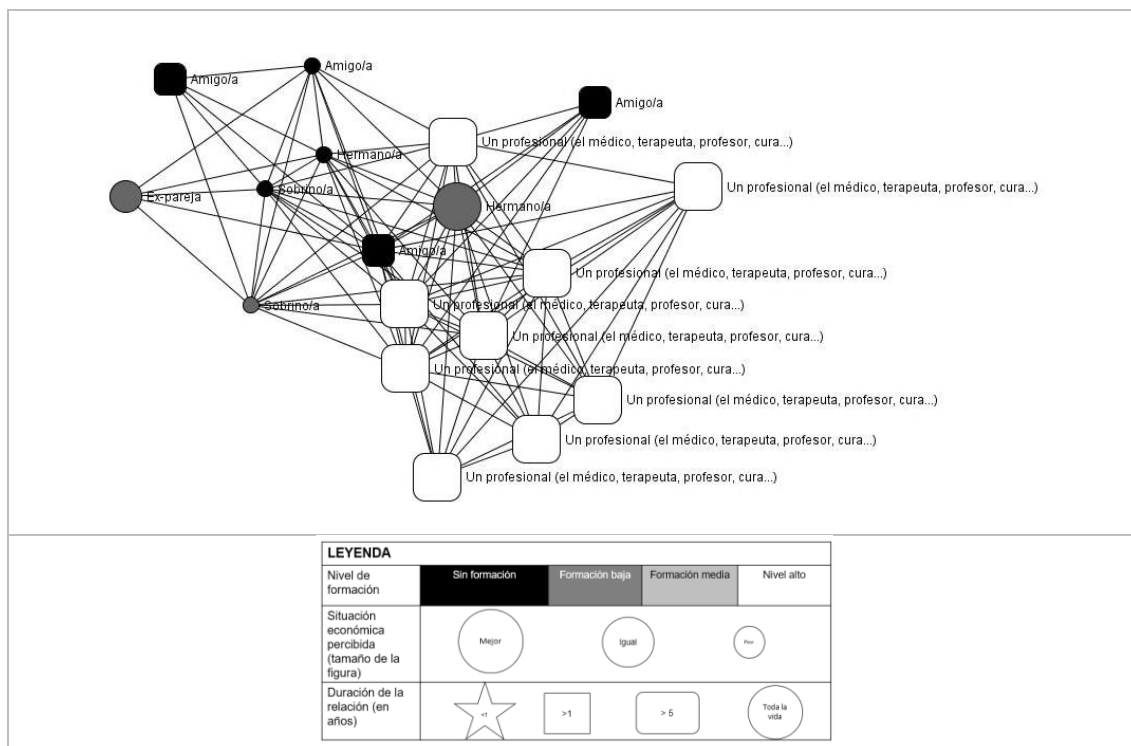 Amigo/a
Amigo/a
Amigo/a
Un profesional (el médico, terapeuta, profesor, cura...)
Hermano/a
Un profesional (el médico, terapeuta, profesor, cura...)
Sobrino/a
Ex-pareja
Hermano/a
Amigo/a
Un profesional (el médico, terapeuta, profesor, cura...)
Sobrino/a
Un profesional (el médico, terapeuta, profesor, cura...)
Un profesional (el médico, terapeuta, profesor, cura...)
Un profesional (el médico, terapeuta, profesor, cura...)
Un profesional (el médico, terapeuta, profesor, cura...)
Un profesional (el médico, terapeuta, profesor, cura...)
Un profesional (el médico, terapeuta, profesor, cura...)
LEYENDA
Nivel de
formación
Sin formación
Formación baja
Formación media
Nivel alto
Situación
económica
percibida
(tamaño de la
figura)
Mejor
Igual
Peor
Duración de la
relación (en
años)
<1
>1
> 5
Toda la
vida